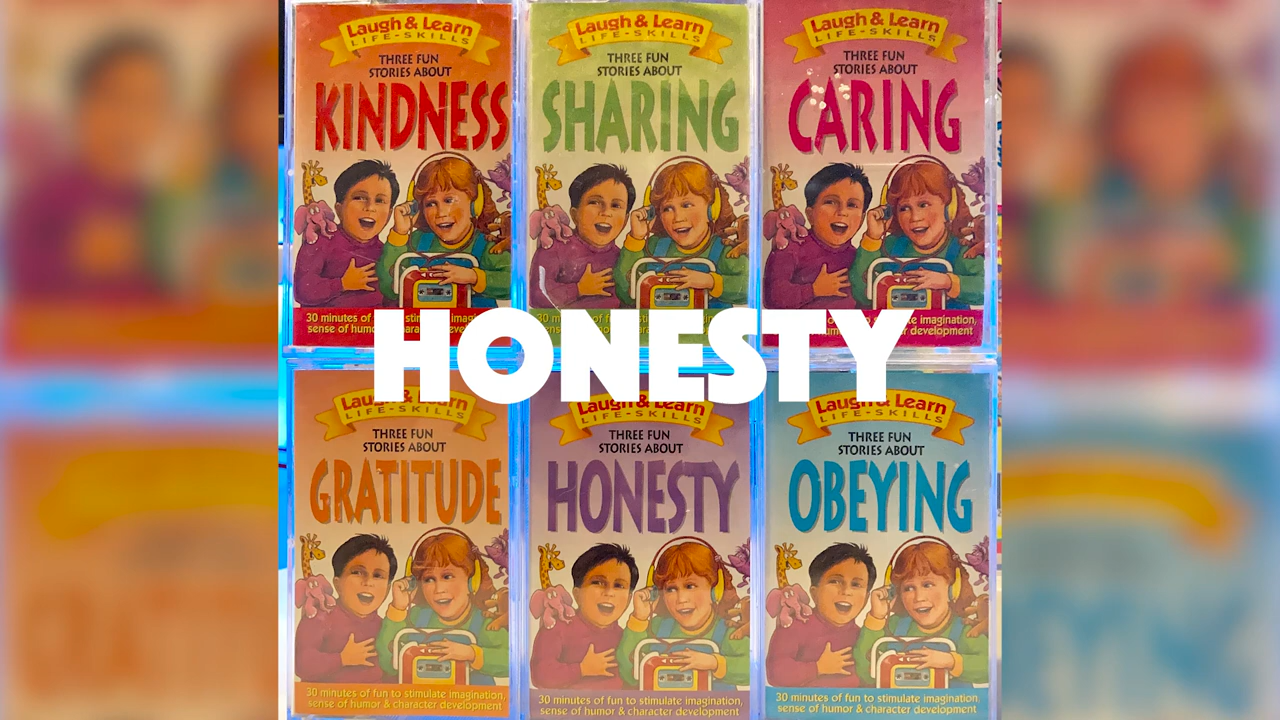 Laugh & Learn
LIFE-SKILLS
THREE FUN
STORIES ABOUT
KINDNESS
30 minutes of
sense of humor
Laugh & Learn
LIFE-SKILLS
THREE FUN
STORIES ABOUT
SHARING
Laugh & Learn
LIFE-SKILLS
THREE FUN
STORIES ABOUT
CARING
imagination,
development
HONESTY
Laugh & Learn
LIFE-SKILLS
THREE FUN
STORIES ABOUT
GRATITUDE
30 minutes of fun to stimulate imagination,
sense of humor & character development
Laugh & Learn
LIFE-SKILLS
THREE FUN
STORIES ABOUT
HONESTY
30 minutes of fun to stimulate imagination,
sense of humor & character development
Laugh & Learn
LIFE-SKILLS
THREE FUN
STORIES ABOUT
OBEYING
30 minutes of fun to stimulate imagination,
sense of humor & character development